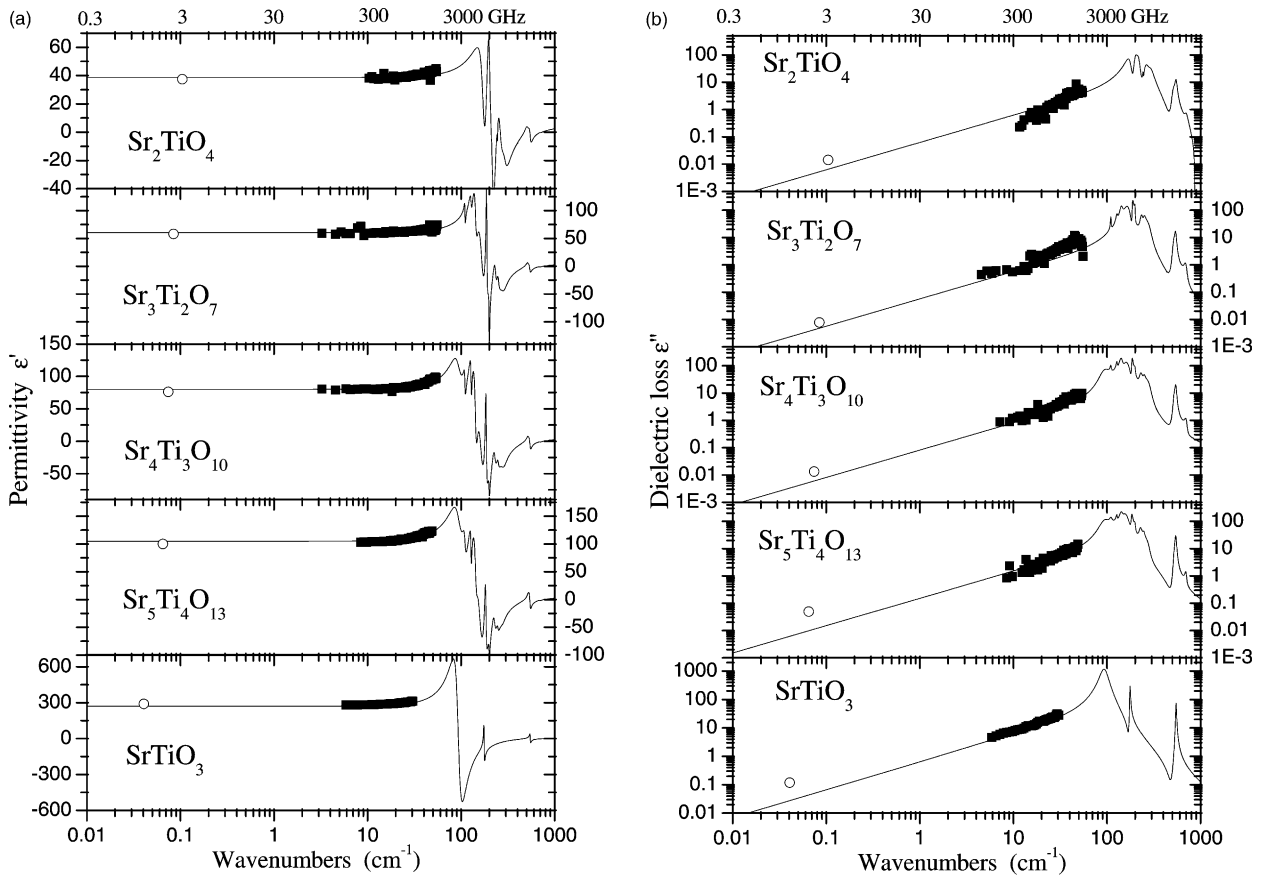 (a)
0.3 3 30 300 3000 GHz
60
40
20
0
-20
-40
Sr2TiO4
100
50
0
-50
-100
Sr3Ti2O7
150
100
50
0
-50
Sr4Ti3O10
150
100
50
0
-50
-100
Sr5Ti4O13
600
300
0
-300
-600
SrTiO3
Permittivity ε'
0.01 0.1 1 10 100 1000
Wavenumbers (cm-1)
(b)
0.3 3 30 300 3000 GHz
100
10
1
0.1
0.01
1E-3
Sr2TiO4
100
10
1
0.1
0.01
1E-3
Sr3Ti2O7
100
10
1
0.1
0.01
1E-3
Sr4Ti3O10
100
10
1
0.1
0.01
1E-3
Sr5Ti4O13
1000
100
10
1
0.1
0.01
SrTiO3
Dielectric loss ε''
0.01 0.1 1 10 100 1000
Wavenumbers (cm-1)